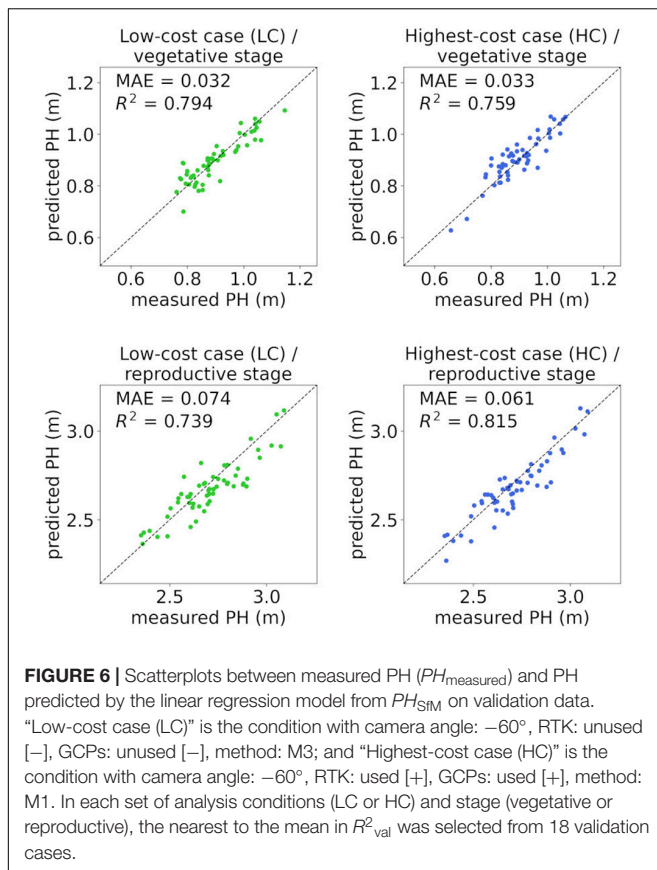 Low-cost case (LC) /
vegetative stage
MAE = 0.032
R² = 0.794
1.2
1.0
0.8
0.6
predicted PH (m)
0.6 0.8 1.0 1.2
measured PH (m)
Highest-cost case (HC) /
vegetative stage
MAE = 0.033
R² = 0.759
1.2
1.0
0.8
0.6
predicted PH (m)
0.6 0.8 1.0 1.2
measured PH (m)
Low-cost case (LC) /
reproductive stage
MAE = 0.074
R² = 0.739
3.0
2.5
predicted PH (m)
2.5 3.0
measured PH (m)
Highest-cost case (HC) /
reproductive stage
MAE = 0.061
R² = 0.815
3.0
2.5
predicted PH (m)
2.5 3.0
measured PH (m)
FIGURE 6 | Scatterplots between measured PH (PHmeasured) and PH
predicted by the linear regression model from PHSfM on validation data.
“Low-cost case (LC)” is the condition with camera angle: −60°, RTK: unused
[−], GCPs: unused [−], method: M3; and “Highest-cost case (HC)” is the
condition with camera angle: −60°, RTK: used [+], GCPs: used [+], method:
M1. In each set of analysis conditions (LC or HC) and stage (vegetative or
reproductive), the nearest to the mean in R²val was selected from 18 validation
cases.